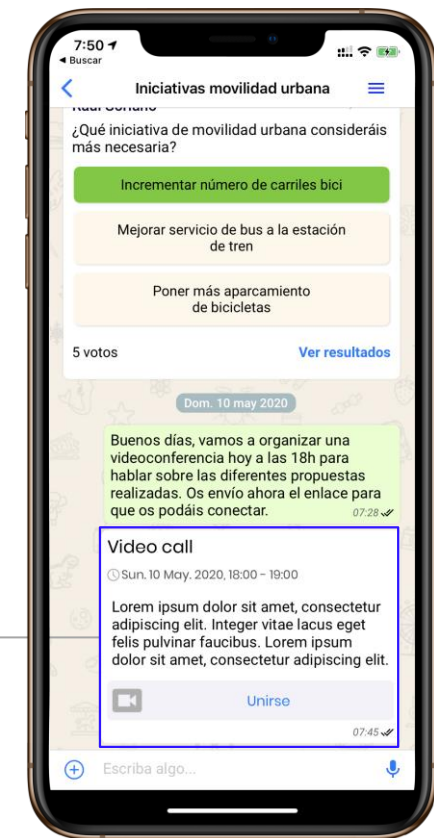 7:50
◀ Buscar
Iniciativas movilidad urbana
Raúl Soriano
¿Qué iniciativa de movilidad urbana consideráis
más necesaria?
Incrementar número de carriles bici
Mejorar servicio de bus a la estación
de tren
Poner más aparcamiento
de bicicletas
5 votos
Ver resultados
Dom. 10 may 2020
Buenos días, vamos a organizar una
videoconferencia hoy a las 18h para
hablar sobre las diferentes propuestas
realizadas. Os envío ahora el enlace para
que os podáis conectar.
07:28
Video call
Sun. 10 May. 2020, 18:00 - 19:00
Lorem ipsum dolor sit amet, consectetur
adipiscing elit. Integer vitae lacus eget
felis pulvinar faucibus. Lorem ipsum
dolor sit amet, consectetur adipiscing elit.
Unirse
07:45
Escriba algo...